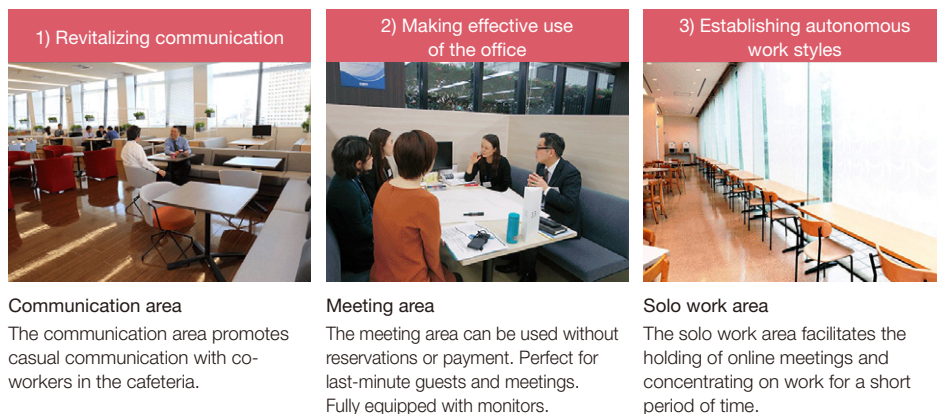 1) Revitalizing communication
2) Making effective use
of the office
3) Establishing autonomous
work styles
Communication area
The communication area promotes
casual communication with co-
workers in the cafeteria.
Meeting area
The meeting area can be used without
reservations or payment. Perfect for
last-minute guests and meetings.
Fully equipped with monitors.
Solo work area
The solo work area facilitates the
holding of online meetings and
concentrating on work for a short
period of time.